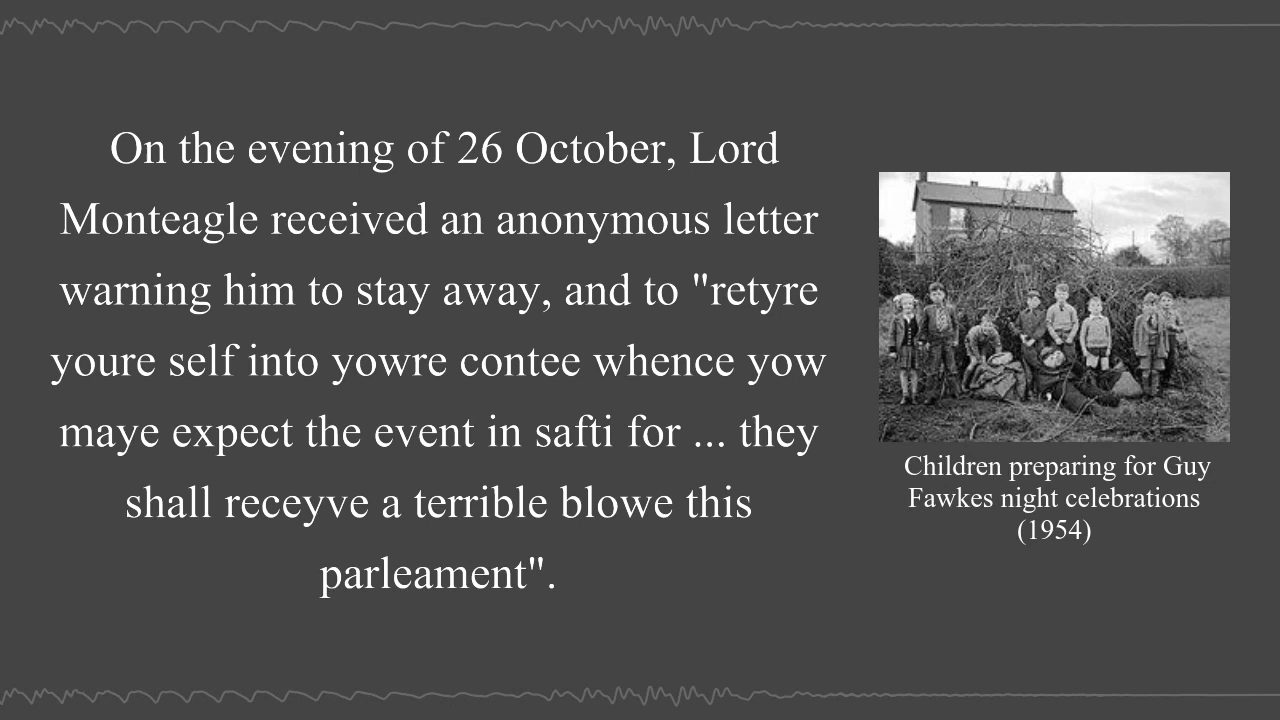 On the evening of 26 October, Lord
Monteagle received an anonymous letter
warning him to stay away, and to "retyre
youre self into yowre contee whence yow
maye expect the event in safti for ... they
shall receyve a terrible blowe this
parleament".
Children preparing for Guy
Fawkes night celebrations
(1954)